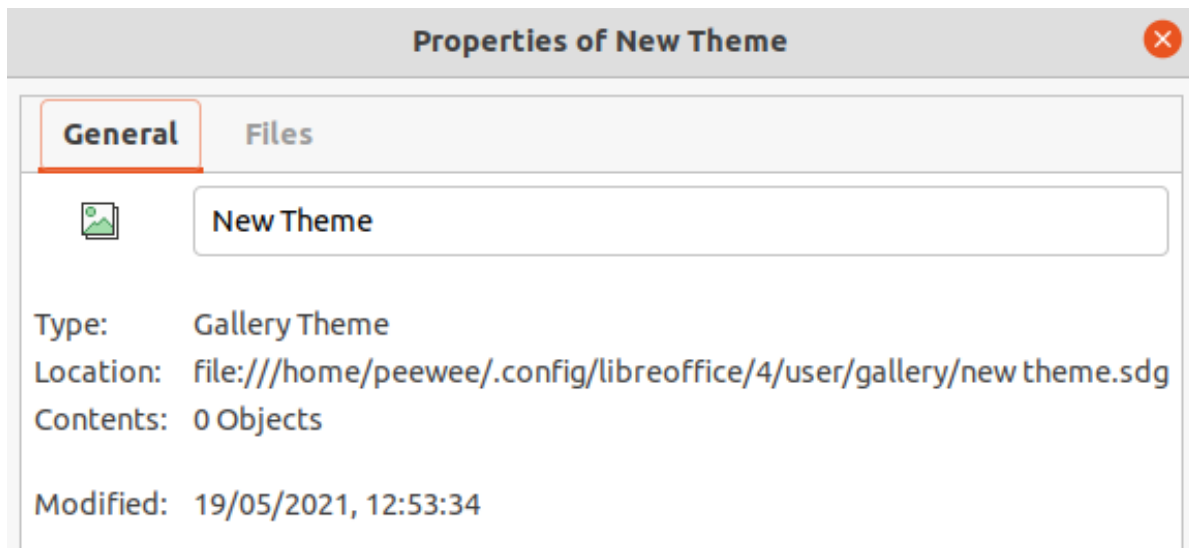 Properties of New Theme
General Files
New Theme
Type: Gallery Theme
Location: file:///home/peewee/.config/libreoffice/4/user/gallery/new theme.sdg
Contents: 0 Objects
Modified: 19/05/2021, 12:53:34